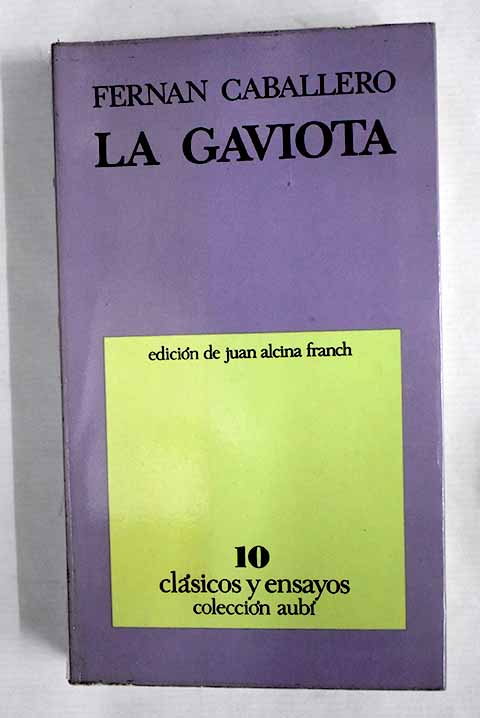 FERNAN CABALLERO
LA GAVIOTA
edición de juan alcina franch
10
clásicos y ensayos
colección aubí